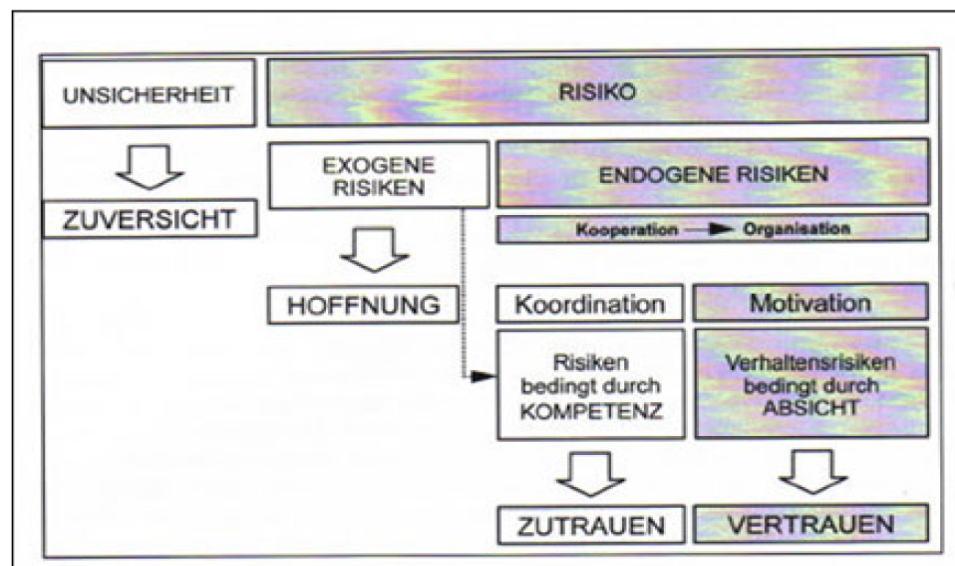 UNSICHERHEIT
RISIKO
ZUVERSICHT
EXOGENE
RISIKEN
ENDOGENE RISIKEN
Kooperation
Organisation
HOFFNUNG
Koordination
Motivation
Risiken
bedingt durch
KOMPETENZ
Verhaltensrisiken
bedingt durch
ABSICHT
ZUTRAUEN
VERTRAUEN